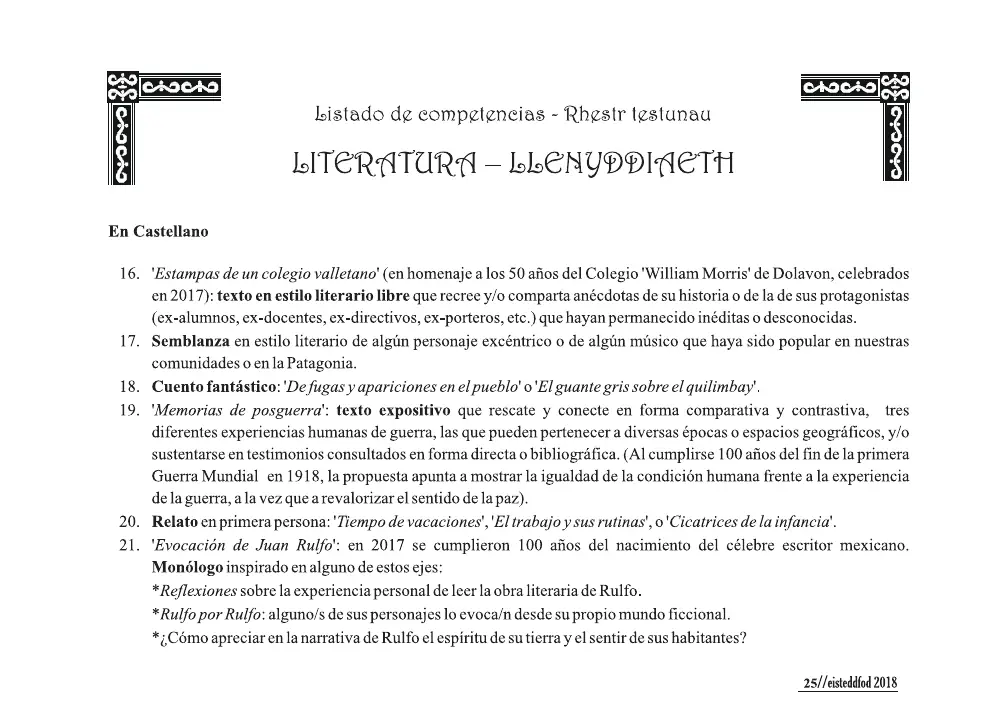 Listado de competencias - Rhestr testunau
LITERATURA – LLENYDDIAETH
En Castellano
16. 'Estampas de un colegio valletano' (en homenaje a los 50 años del Colegio 'William Morris' de Dolavon, celebrados
en 2017): texto en estilo literario libre que recree y/o comparta anécdotas de su historia o de la de sus protagonistas
(ex-alumnos, ex-docentes, ex-directivos, ex-porteros, etc.) que hayan permanecido inéditas o desconocidas.
17. Semblanza en estilo literario de algún personaje excéntrico o de algún músico que haya sido popular en nuestras
comunidades o en la Patagonia.
18. Cuento fantástico: 'De fugas y apariciones en el pueblo' o 'El guante gris sobre el quilimbay'.
19. 'Memorias de posguerra': texto expositivo que rescate y conecte en forma comparativa y contrastiva, tres
diferentes experiencias humanas de guerra, las que pueden pertenecer a diversas épocas o espacios geográficos, y/o
sustentarse en testimonios consultados en forma directa o bibliográfica. (Al cumplirse 100 años del fin de la primera
Guerra Mundial en 1918, la propuesta apunta a mostrar la igualdad de la condición humana frente a la experiencia
de la guerra, a la vez que a revalorizar el sentido de la paz).
20. Relato en primera persona: 'Tiempo de vacaciones', 'El trabajo y sus rutinas', o 'Cicatrices de la infancia'.
21. 'Evocación de Juan Rulfo': en 2017 se cumplieron 100 años del nacimiento del célebre escritor mexicano.
Monólogo inspirado en alguno de estos ejes:
*Reflexiones sobre la experiencia personal de leer la obra literaria de Rulfo.
*Rulfo por Rulfo: alguno/s de sus personajes lo evoca/n desde su propio mundo ficcional.
*¿Cómo apreciar en la narrativa de Rulfo el espíritu de su tierra y el sentir de sus habitantes?
25//eisteddfod 2018